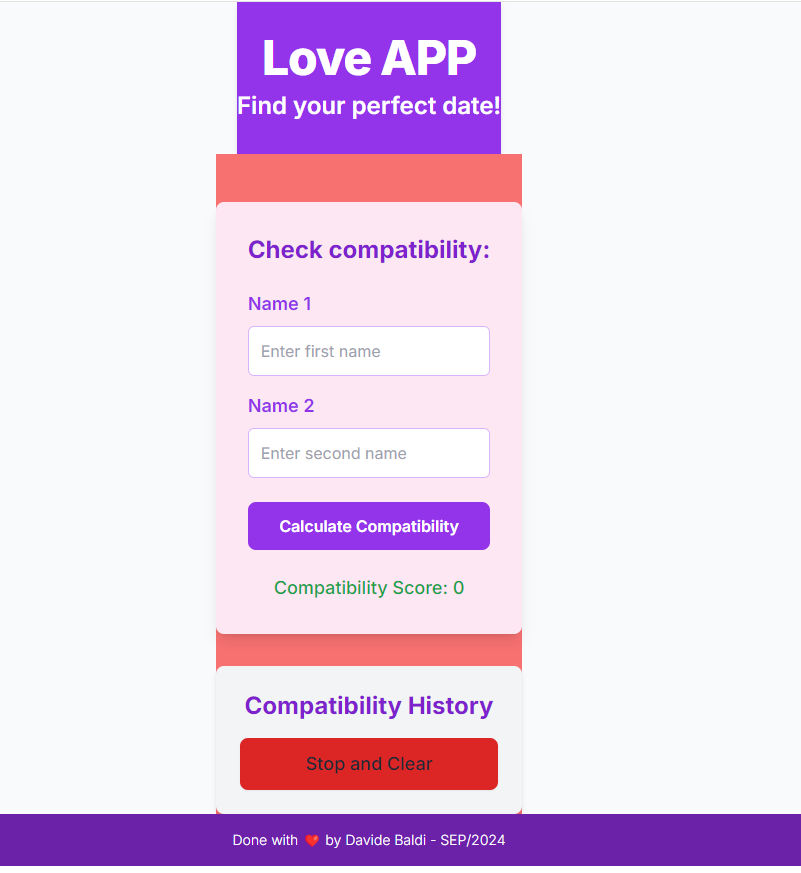 Love APP
Find your perfect date!
Check compatibility:
Name 1
Enter first name
Name 2
Enter second name
Calculate Compatibility
Compatibility Score: 0
Compatibility History
Stop and Clear
Done with ❤️ by Davide Baldi - SEP/2024